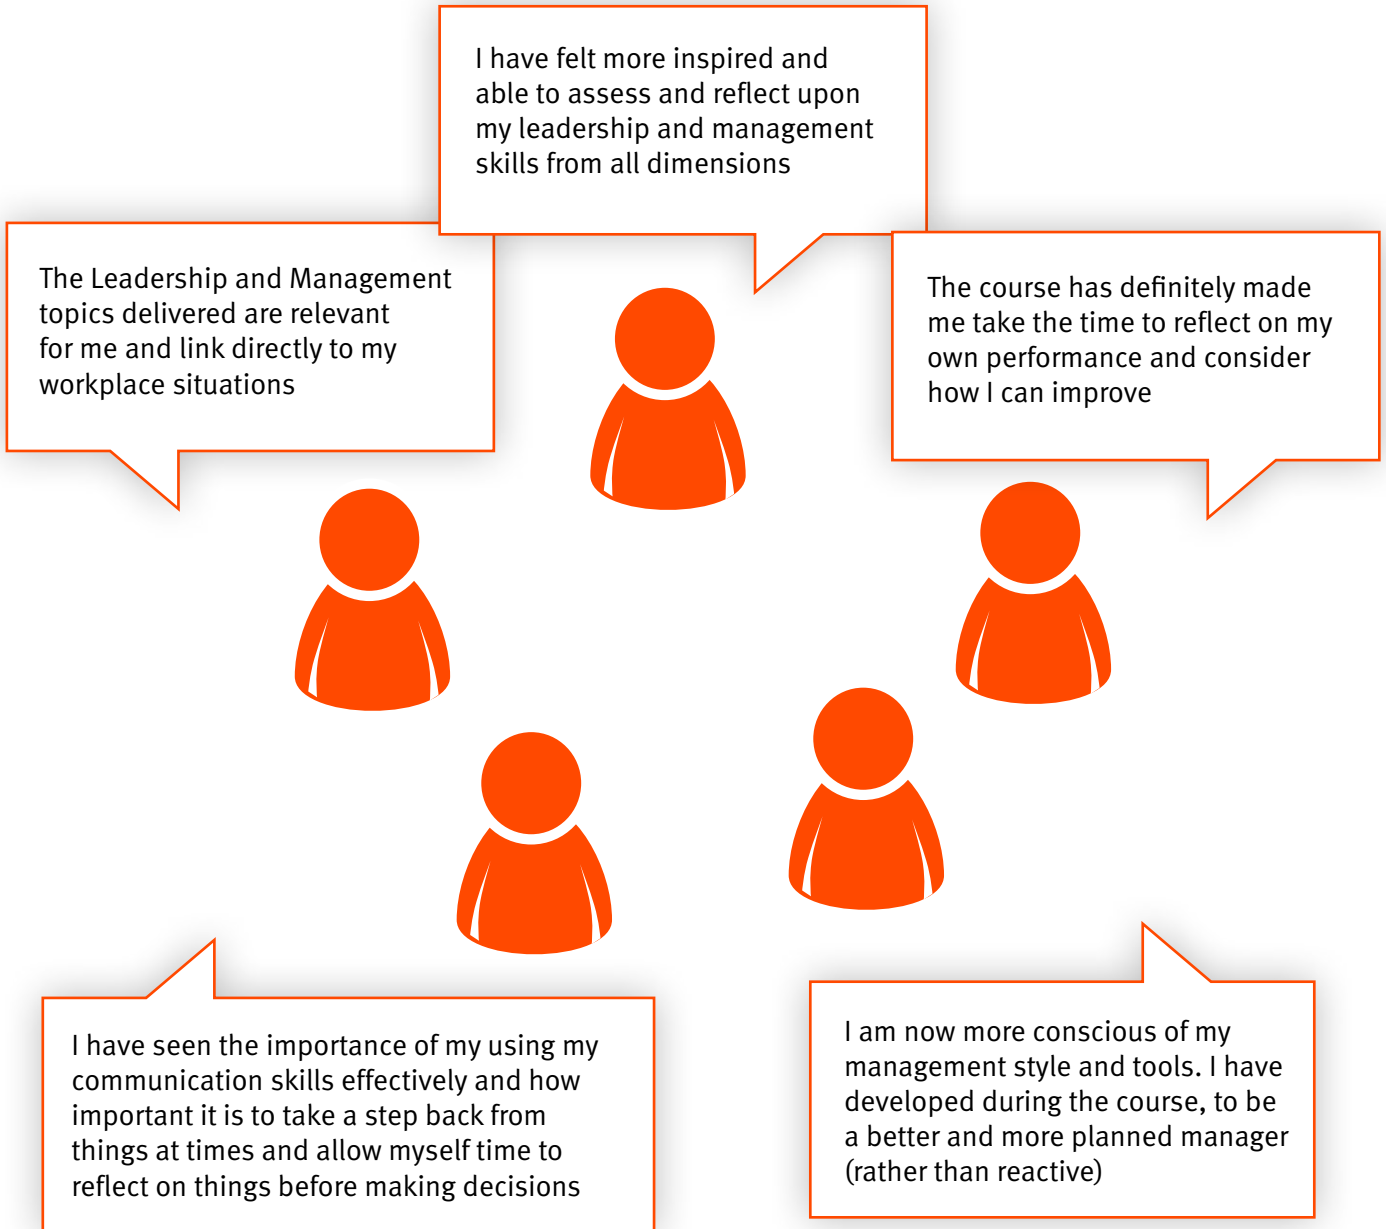 I have felt more inspired and
able to assess and reflect upon
my leadership and management
skills from all dimensions
The Leadership and Management
topics delivered are relevant
for me and link directly to my
workplace situations
The course has definitely made
me take the time to reflect on my
own performance and consider
how I can improve
I have seen the importance of my using my
communication skills effectively and how
important it is to take a step back from
things at times and allow myself time to
reflect on things before making decisions
I am now more conscious of my
management style and tools. I have
developed during the course, to be
a better and more planned manager
(rather than reactive)